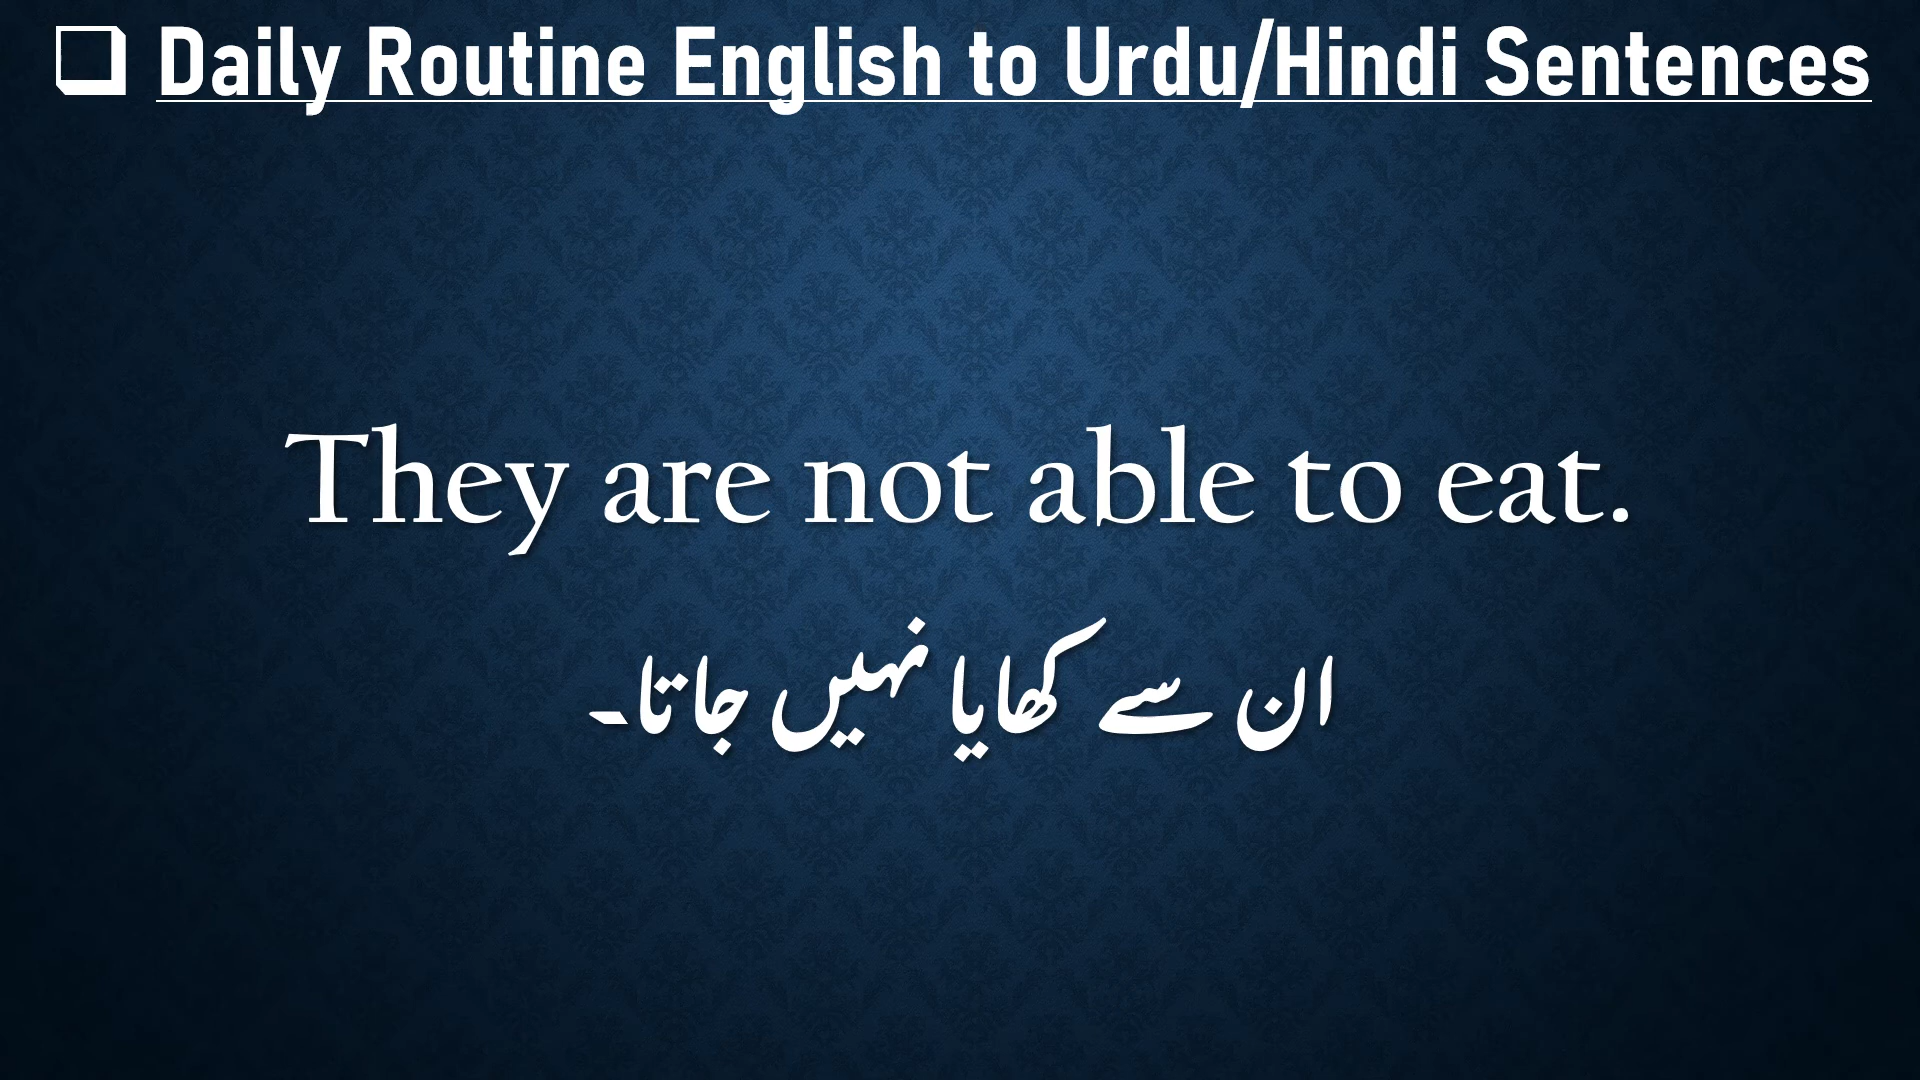 Daily Routine English to Urdu/Hindi Sentences
They are not able to eat.
ان سے کھایا نہیں جاتا۔